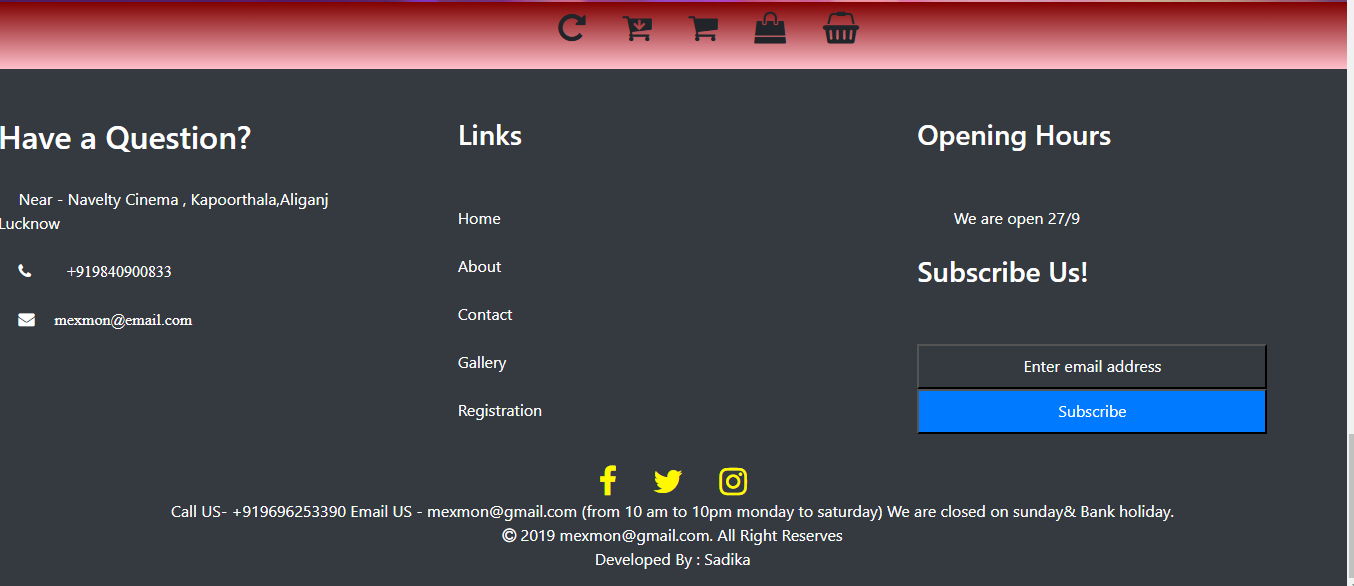 Have a Question?
Near - Navelty Cinema , Kapoorthala,Aliganj
Lucknow
+919840900833
mexmon@email.com
Links
Home
About
Contact
Gallery
Registration
Opening Hours
We are open 27/9
Subscribe Us!
Enter email address
Subscribe
Call US- +919696253390 Email US - mexmon@gmail.com (from 10 am to 10pm monday to saturday) We are closed on sunday& Bank holiday.
© 2019 mexmon@gmail.com. All Right Reserves
Developed By : Sadika